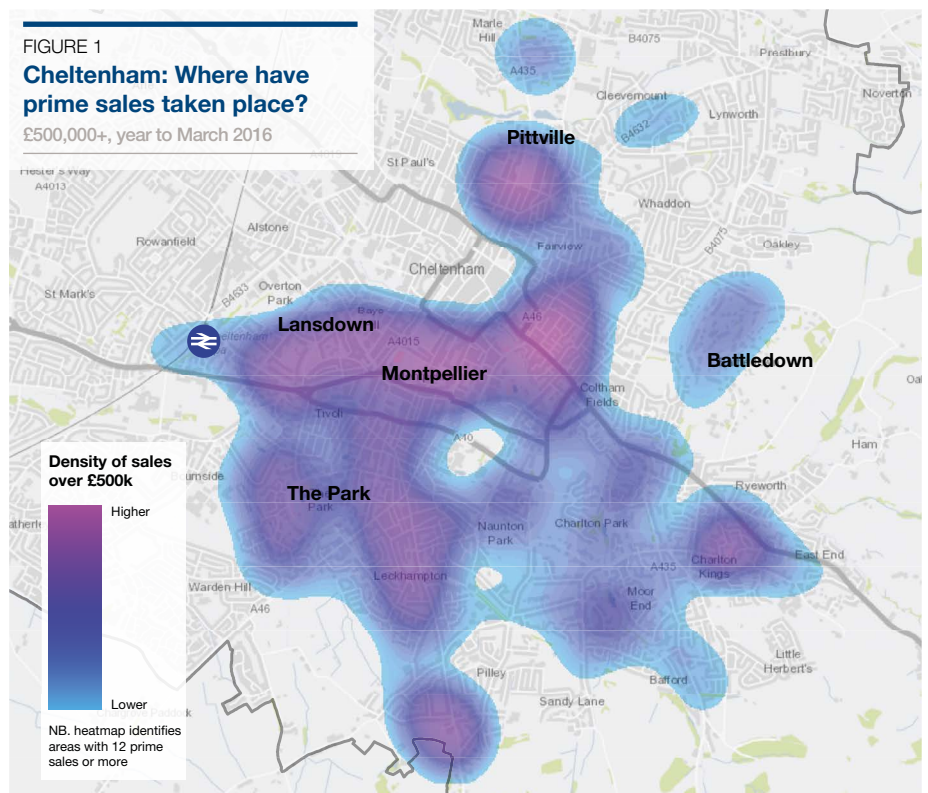 FIGURE 1
Cheltenham: Where have
prime sales taken place?
£500,000+, year to March 2016
Marle
Hill
B4075
Prestbury
A435
Cleevemount
Noverton
Lynworth
B4632
Pittville
St Paul's
Hester's Way
A4013
Whaddon
Alstone
Rowanfield
Fairview
B4075
Oakley
Cheltenham
St Mark's
B4633
Overton
Park
Lansdown
A46
A4015
Battledown
Montpellier
Coltham
Fields
Tivoli
Ham
Density of sales
over £500k
Higher
Lower
NB. heatmap identifies
areas with 12 prime
sales or more
The Park
Park
Ryeworth
Naunton
Park
Charlton Park
East End
Charlton
Kings
A435
Leckhampton
Warden Hill
A46
Moor
End
Little
Herbert's
Pilley
Bafford
Sandy Lane